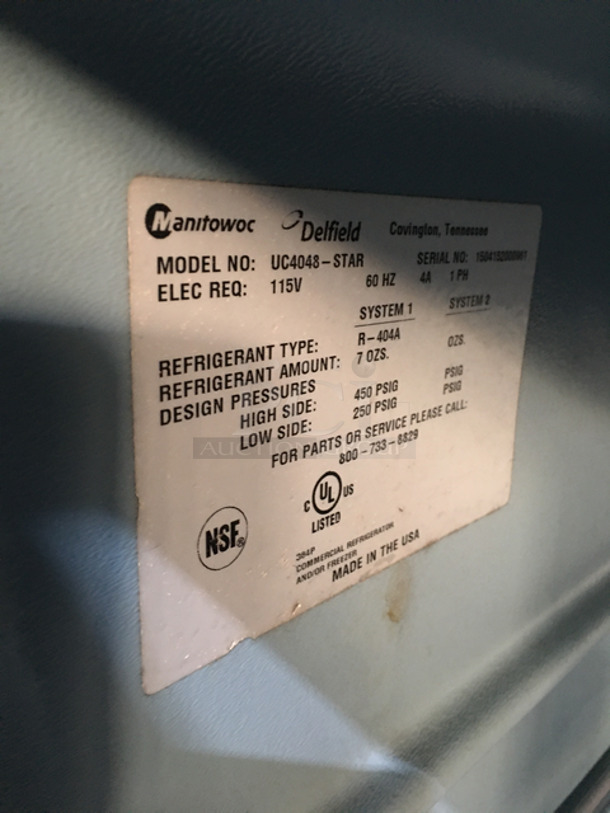 Manitowoc Delfield Covington, Tennessee
MODEL NO: UC4048-STAR SERIAL NO:
ELEC REQ: 115V 60 HZ 4A 1 PH
SYSTEM 1 SYSTEM 2
REFRIGERANT TYPE: R-404A
REFRIGERANT AMOUNT: 7 OZS. OZS.
DESIGN PRESSURES
HIGH SIDE: 450 PSIG PSIG
LOW SIDE: 250 PSIG PSIG
FOR PARTS OR SERVICE PLEASE CALL:
800-733-8829
C UL US
LISTED
NSF®
384P
COMMERCIAL REFRIGERATOR
AND/OR FREEZER
MADE IN THE USA